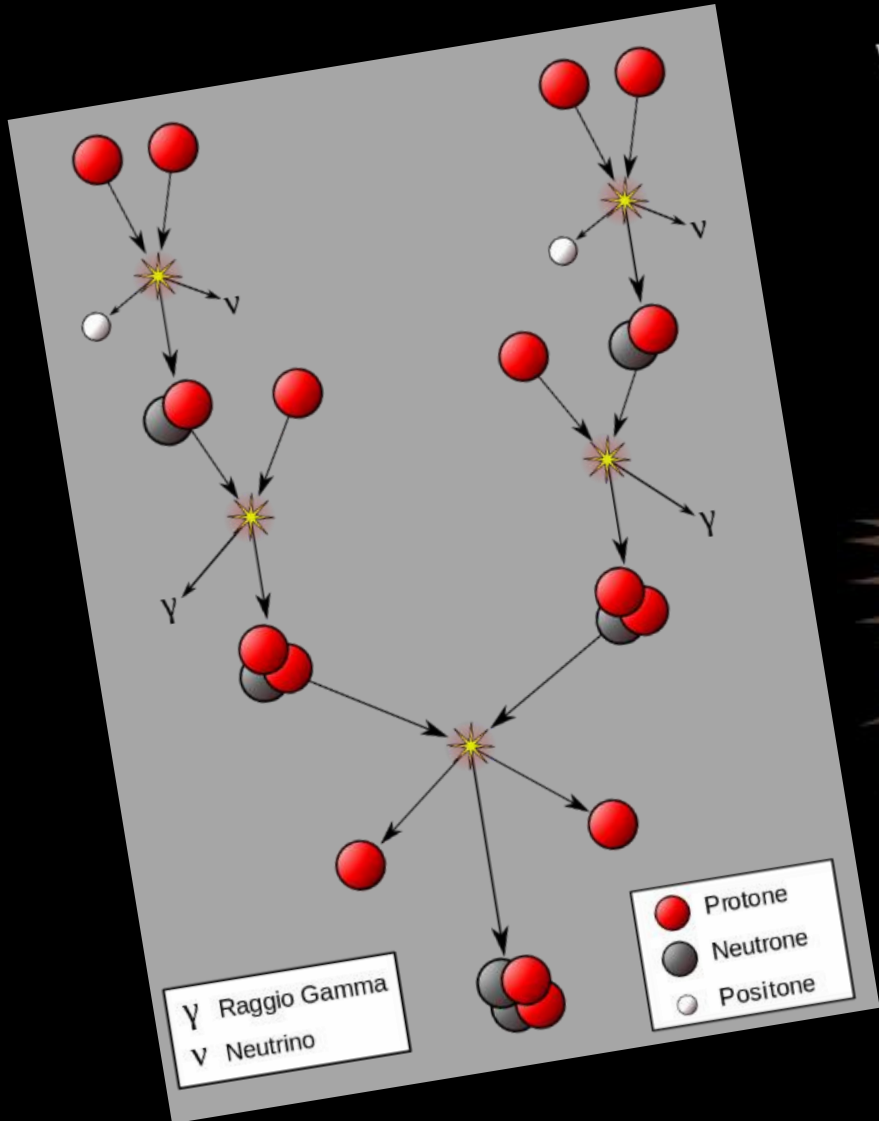 ν
ν
γ
γ
γ Raggio Gamma
ν Neutrino
Protone
Neutrone
Positone